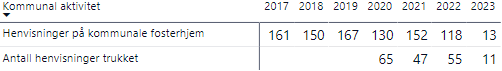 Kommunal aktivitet 2017 2018 2019 2020 2021 2022 2023
Henvisninger på kommunale fosterhjem 161 150 167 130 152 118 13
Antall henvisninger trukket 65 47 55 11